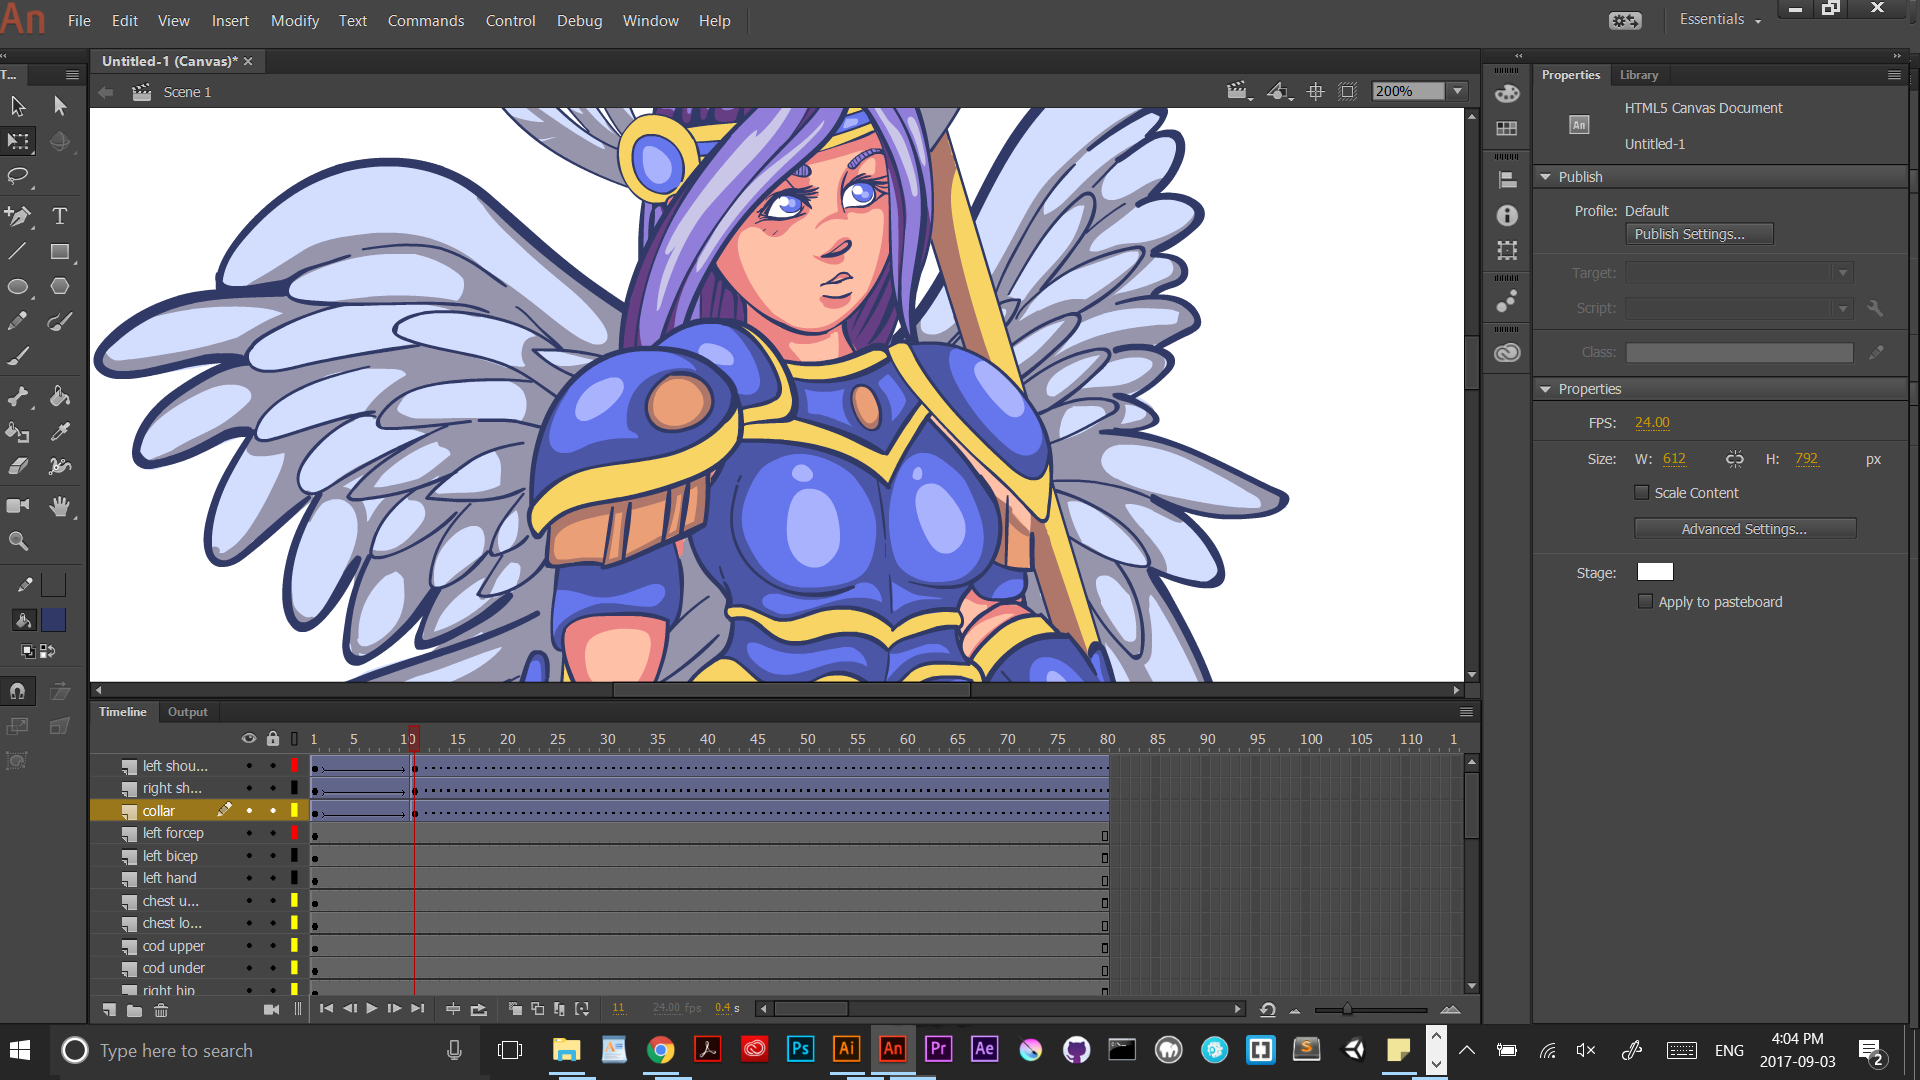 An File Edit View Insert Modify Text Commands Control Debug Window Help Essentials
Untitled-1 (Canvas)*
T...
Scene 1
200%
Properties Library
HTML5 Canvas Document
An
Untitled-1
Publish
Profile: Default
Publish Settings...
Target:
Script:
Class:
Properties
FPS: 24.00
Size: W: 612 H: 792 px
Scale Content
Advanced Settings...
Stage:
Apply to pasteboard
Timeline Output
1 5 10 15 20 25 30 35 40 45 50 55 60 65 70 75 80 85 90 95 100 105 110 1
left shou...
right sh...
collar
left forcep
left bicep
left hand
chest u...
chest lo...
cod upper
cod under
right hip
11 24.00 fps 0.4 s
Type here to search
Ps Ai An Pr Ae
S
ENG
4:04 PM
2017-09-03
2